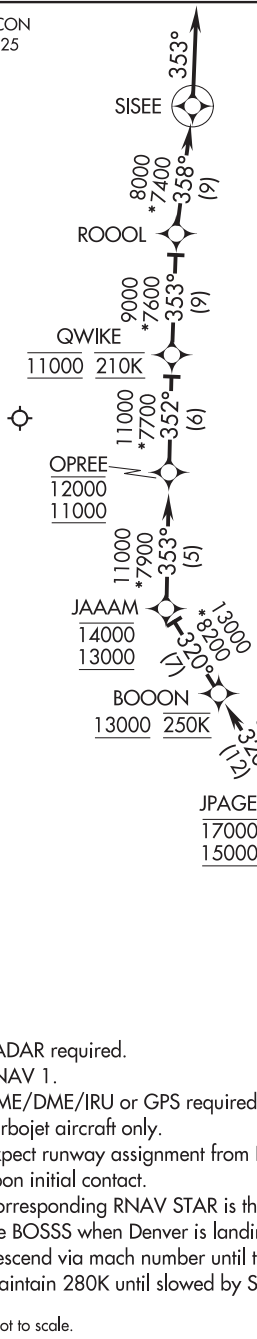 CON
25
353°
SISEE
8000
*7400
358°
(9)
ROOOL
9000
*7600
353°
(9)
QWIKE
11000 210K
11000
*7700
352°
(6)
OPREE
12000
11000
11000
*7900
353°
(5)
JAAAM
14000
13000
13000
*8200
320°
(7)
BOOON
13000 250K
(12)
JPAGE
17000
15000
ADAR required.
NAV 1.
ME/DME/IRU or GPS required
rbojet aircraft only.
xpect runway assignment from
pon initial contact.
orresponding RNAV STAR is th
e BOSSS when Denver is landin
escend via mach number until t
aintain 280K until slowed by S
ot to scale.